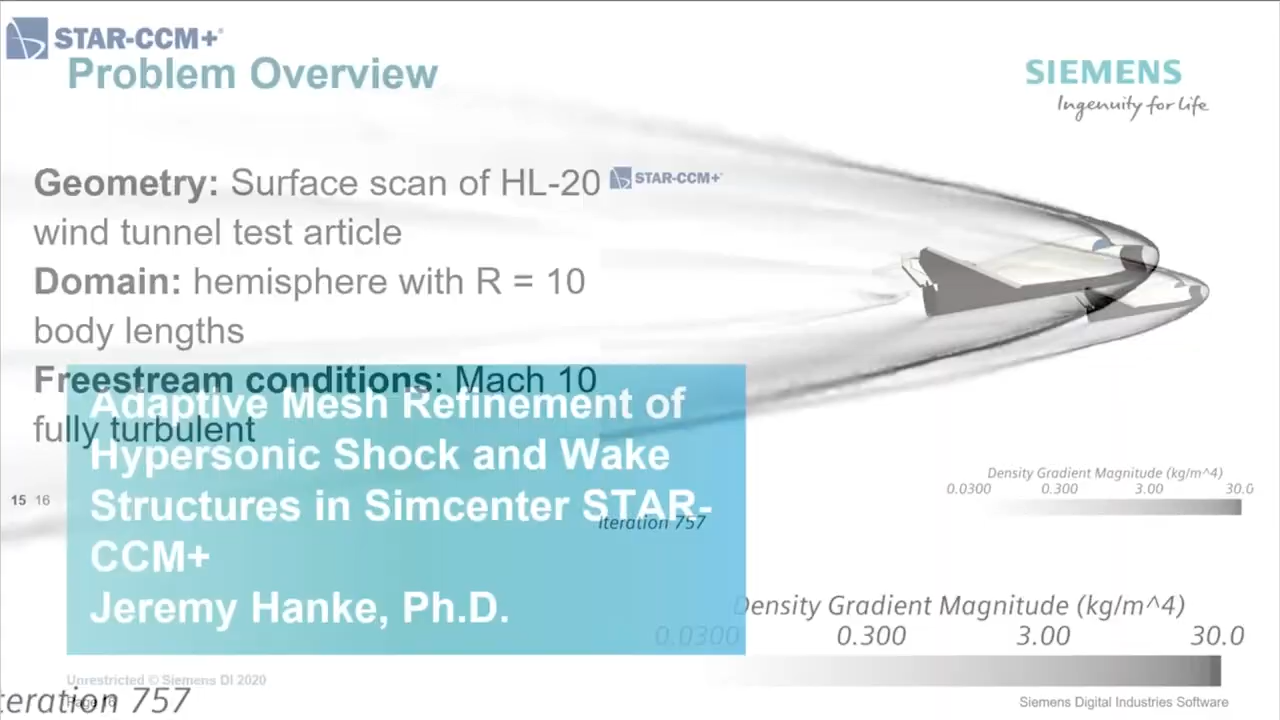 STAR-CCM+
Problem Overview
SIEMENS
Ingenuity for life
Geometry: Surface scan of HL-20
wind tunnel test article
Domain: hemisphere with R = 10
body lengths
Freestream conditions: Mach 10
fully turbulent
STAR-CCM+
Adaptive Mesh Refinement of
Hypersonic Shock and Wake
Structures in Simcenter STAR-
CCM+
Jeremy Hanke, Ph.D.
15 16
Iteration 757
Density Gradient Magnitude (kg/m^4)
0.0300 0.300 3.00 30.0
Density Gradient Magnitude (kg/m^4)
0.0300 0.300 3.00 30.0
Unrestricted © Siemens DI 2020
teration 757
Siemens Digital Industries Software